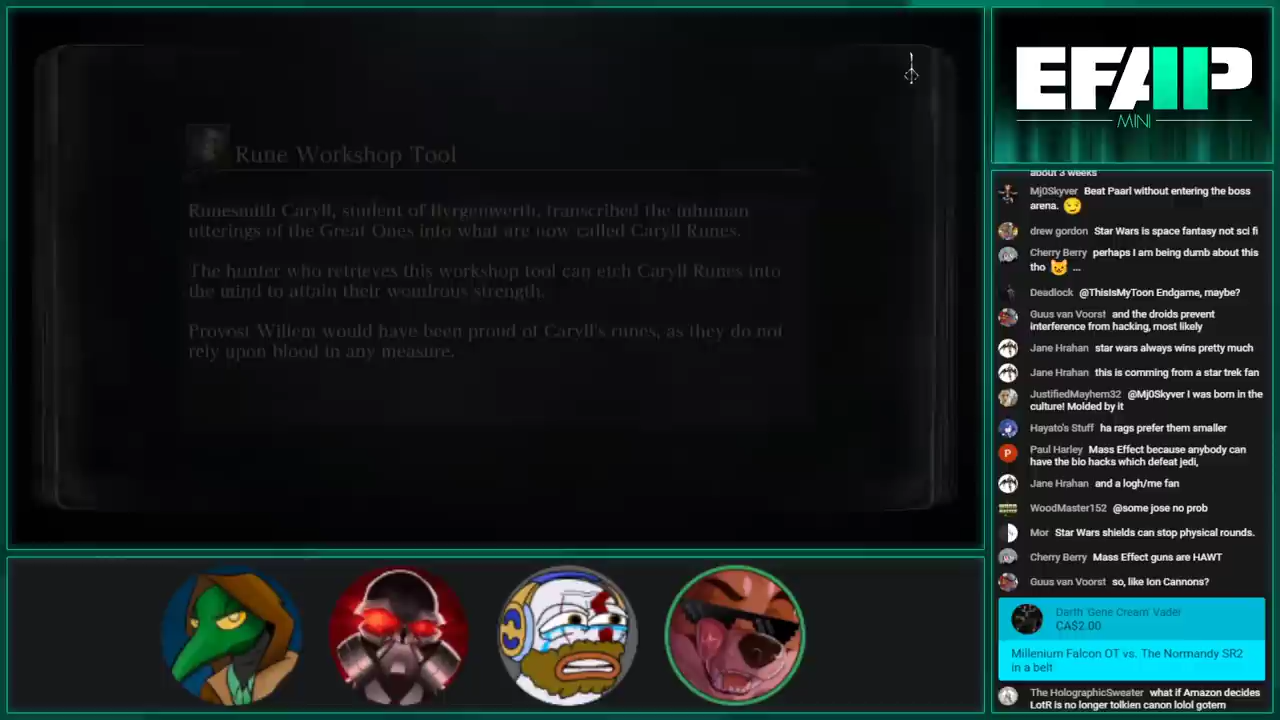 Rune Workshop Tool
Runesmith Caryll, student of Byrgenwerth, transcribed the inhuman
utterings of the Great Ones into what are now called Caryll Runes.
The hunter who retrieves this workshop tool can etch Caryll Runes into
the mind to attain their wondrous strength.
Provost Willem would have been proud of Caryll's runes, as they do not
rely upon blood in any measure.
EFAP
MINI
about 3 weeks
Mj0Skyver Beat Paarl without entering the boss
arena.
drew gordon Star Wars is space fantasy not sci fi
Cherry Berry perhaps I am being dumb about this
tho ...
Deadlock @ThisIsMyToon Endgame, maybe?
Guus van Voorst and the droids prevent
interference from hacking, most likely
Jane Hrahan star wars always wins pretty much
Jane Hrahan this is comming from a star trek fan
JustifiedMayhem32 @Mj0Skyver I was born in the
culture! Molded by it
Hayato's Stuff ha rags prefer them smaller
P
Paul Harley Mass Effect because anybody can
have the bio hacks which defeat jedi,
Jane Hrahan and a logh/me fan
WoodMaster152 @some jose no prob
Mor Star Wars shields can stop physical rounds.
Cherry Berry Mass Effect guns are HAWT
Guus van Voorst so, like Ion Cannons?
Darth 'Gene Cream' Vader
CA$2.00
Millenium Falcon OT vs. The Normandy SR2
in a belt
The HolographicSweater what if Amazon decides
LotR is no longer tolkien canon lolol gotem